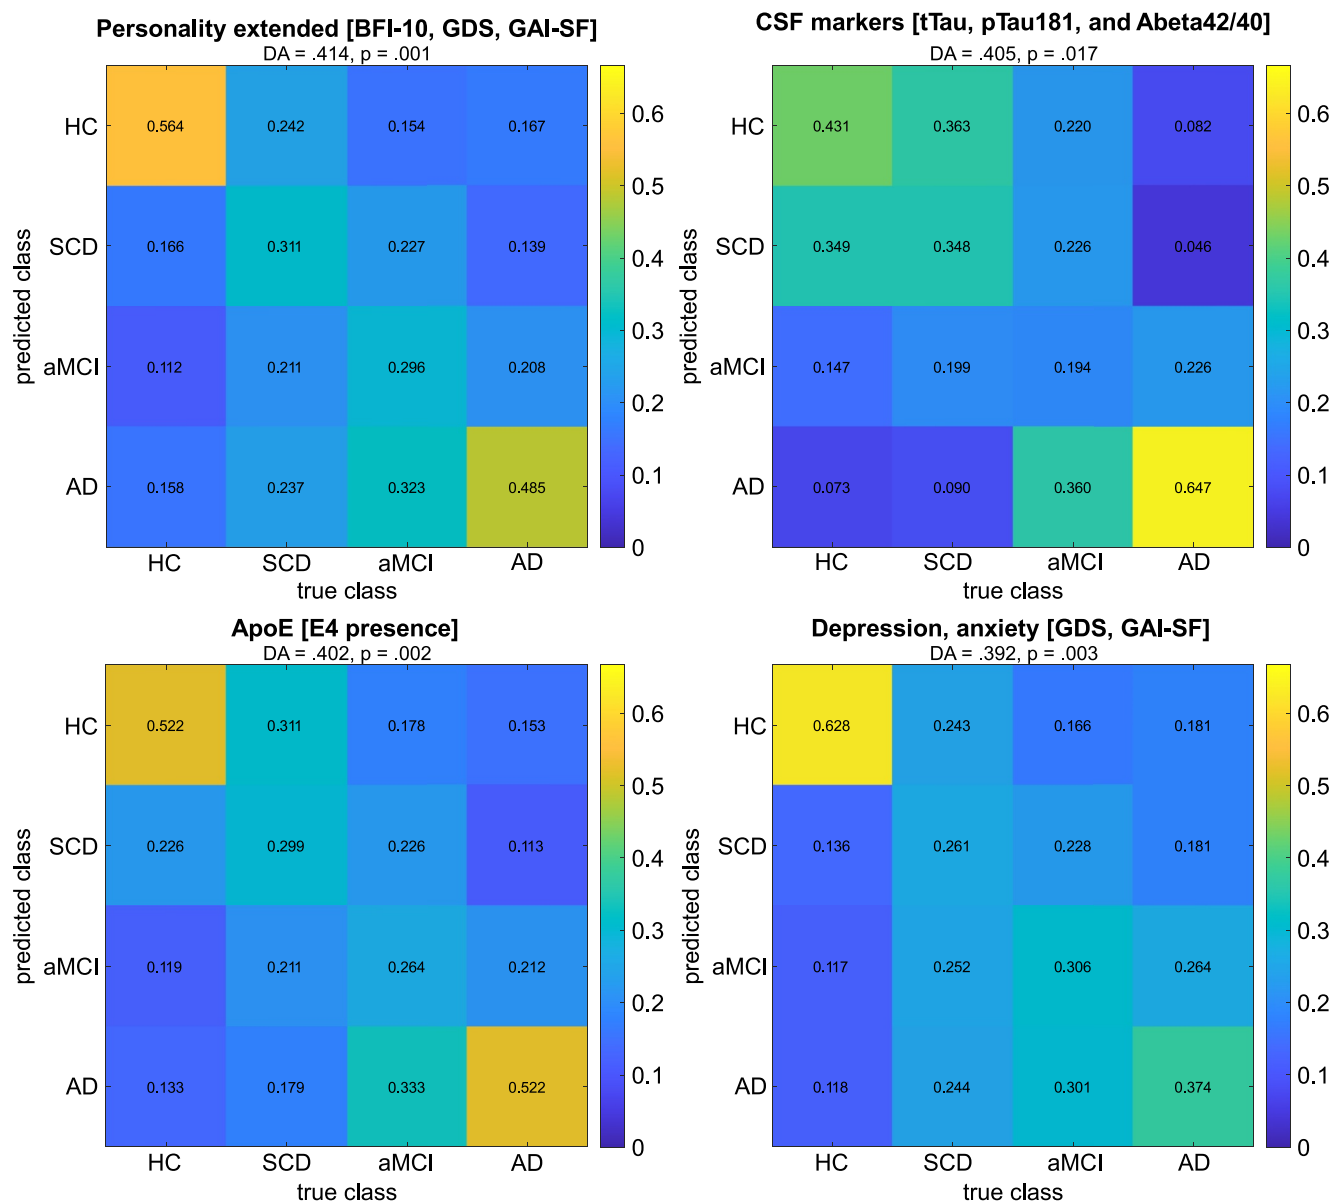 Personality extended [BFI-10, GDS, GAI-SF]
DA = .414, p = .001
predicted class
HC 0.564 0.242 0.154 0.167
SCD 0.166 0.311 0.227 0.139
aMCI 0.112 0.211 0.296 0.208
AD 0.158 0.237 0.323 0.485
HC SCD aMCI AD
true class
0.6
0.5
0.4
0.3
0.2
0.1
0
CSF markers [tTau, pTau181, and Abeta42/40]
DA = .405, p = .017
predicted class
HC 0.431 0.363 0.220 0.082
SCD 0.349 0.348 0.226 0.046
aMCI 0.147 0.199 0.194 0.226
AD 0.073 0.090 0.360 0.647
HC SCD aMCI AD
true class
0.6
0.5
0.4
0.3
0.2
0.1
0
ApoE [E4 presence]
DA = .402, p = .002
predicted class
HC 0.522 0.311 0.178 0.153
SCD 0.226 0.299 0.226 0.113
aMCI 0.119 0.211 0.264 0.212
AD 0.133 0.179 0.333 0.522
HC SCD aMCI AD
true class
0.6
0.5
0.4
0.3
0.2
0.1
0
Depression, anxiety [GDS, GAI-SF]
DA = .392, p = .003
predicted class
HC 0.628 0.243 0.166 0.181
SCD 0.136 0.261 0.228 0.181
aMCI 0.117 0.252 0.306 0.264
AD 0.118 0.244 0.301 0.374
HC SCD aMCI AD
true class
0.6
0.5
0.4
0.3
0.2
0.1
0